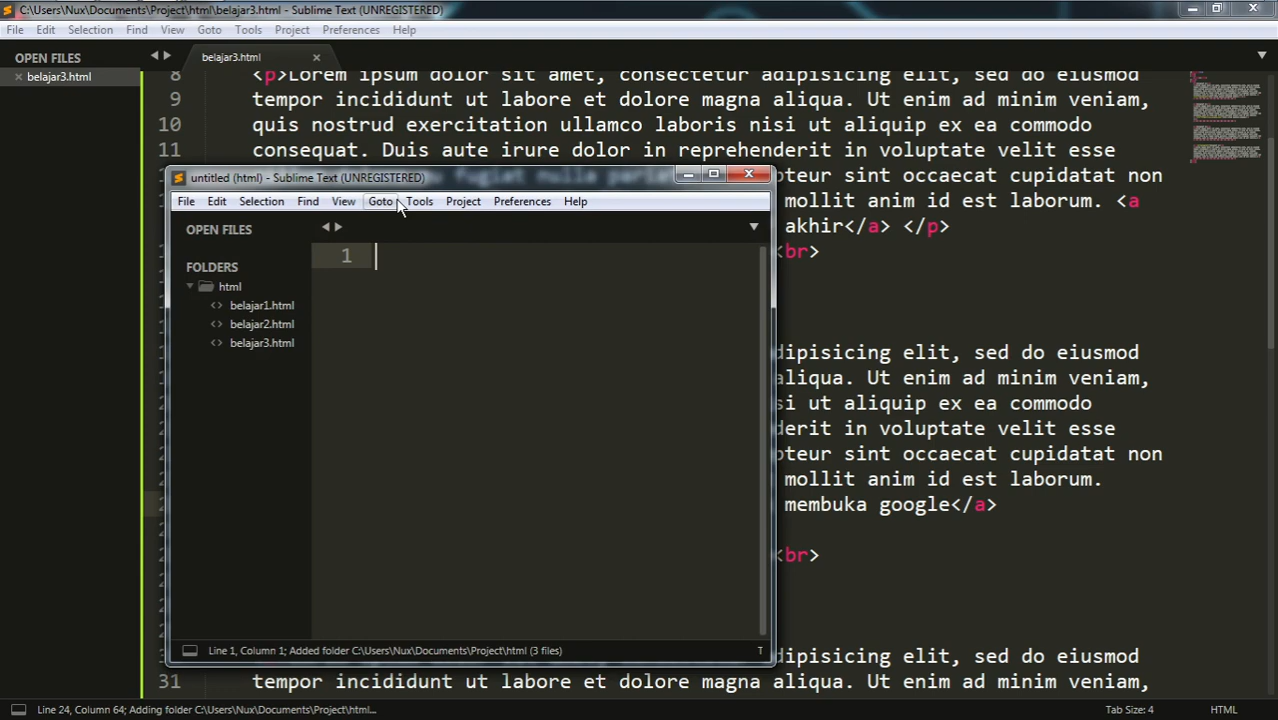 C:\Users\Nux\Documents\Project\html\belajar3.html - Sublime Text (UNREGISTERED)
File Edit Selection Find View Goto Tools Project Preferences Help
OPEN FILES
belajar3.html
belajar3.html
8 <p>Lorem ipsum dolor sit amet, consectetur adipisicing elit, sed do eiusmod
9 tempor incididunt ut labore et dolore magna aliqua. Ut enim ad minim veniam,
10 quis nostrud exercitation ullamco laboris nisi ut aliquip ex ea commodo
11 consequat. Duis aute irure dolor in reprehenderit in voluptate velit esse
fugiat nulla
pteur sint occaecat cupidatat non
mollit anim id est laborum. <a
akhir</a> </p>
<br>
dipisicing elit, sed do eiusmod
aliqua. Ut enim ad minim veniam,
si ut aliquip ex ea commodo
derit in voluptate velit esse
pteur sint occaecat cupidatat non
mollit anim id est laborum.
membuka google</a>
<br>
adipisicing elit, sed do eiusmod
31 tempor incididunt ut labore et dolore magna aliqua. Ut enim ad minim veniam,
untitled (html) - Sublime Text (UNREGISTERED)
File Edit Selection Find View Goto Tools Project Preferences Help
OPEN FILES
FOLDERS
html
<> belajar1.html
<> belajar2.html
<> belajar3.html
1
Line 1, Column 1; Added folder C:\Users\Nux\Documents\Project\html (3 files)
T
Line 24, Column 64; Adding folder C:\Users\Nux\Documents\Project\html...
Tab Size: 4
HTML